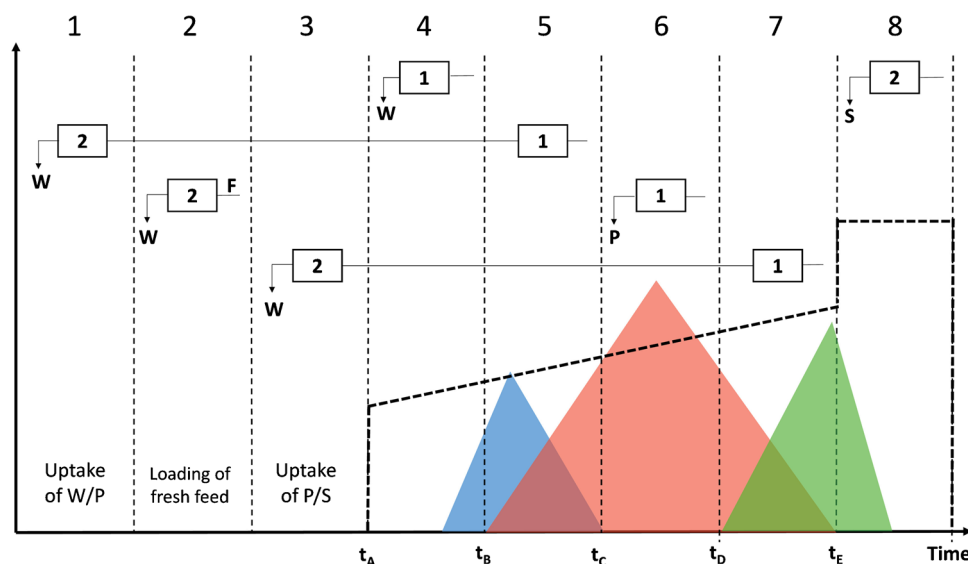 1 2 3 4 5 6 7 8
1
W
2
S
2
W
1
2
F
W
1
P
2
W
1
Uptake of W/P
Loading of fresh feed
Uptake of P/S
tA tB tC tD tE Time